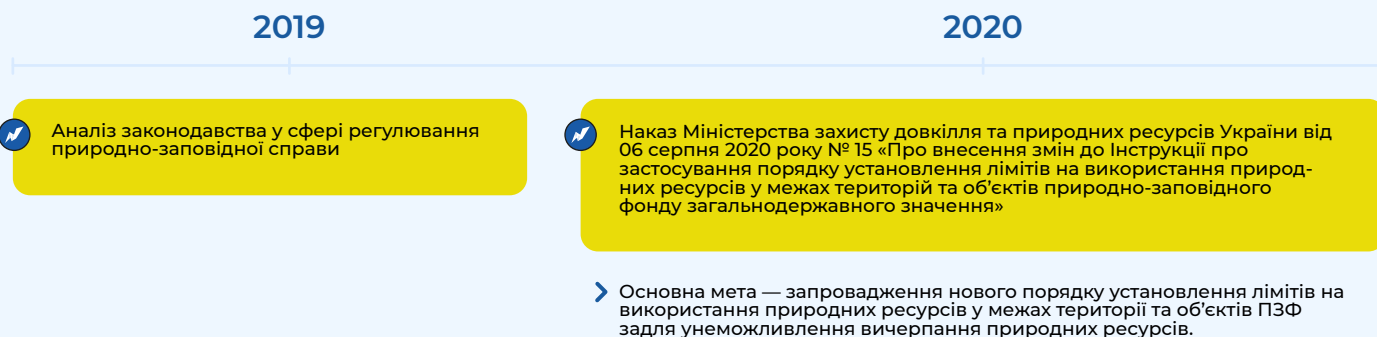 2019
2020
Аналіз законодавства у сфері регулювання
природно-заповідної справи
Наказ Міністерства захисту довкілля та природних ресурсів України від
06 серпня 2020 року № 15 «Про внесення змін до Інструкції про
застосування порядку установлення лімітів на використання природ-
них ресурсів у межах територій та об’єктів природно-заповідного
фонду загальнодержавного значення»
Основна мета — запровадження нового порядку установлення лімітів на
використання природних ресурсів у межах території та об’єктів ПЗФ
задля унеможливлення вичерпання природних ресурсів.